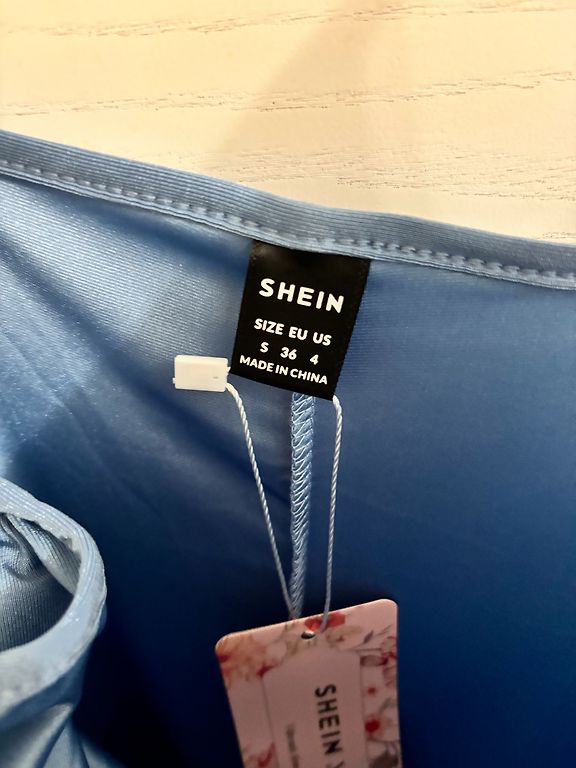 SHEIN
SIZE EU US
S 36 4
MADE IN CHINA
SHEIN